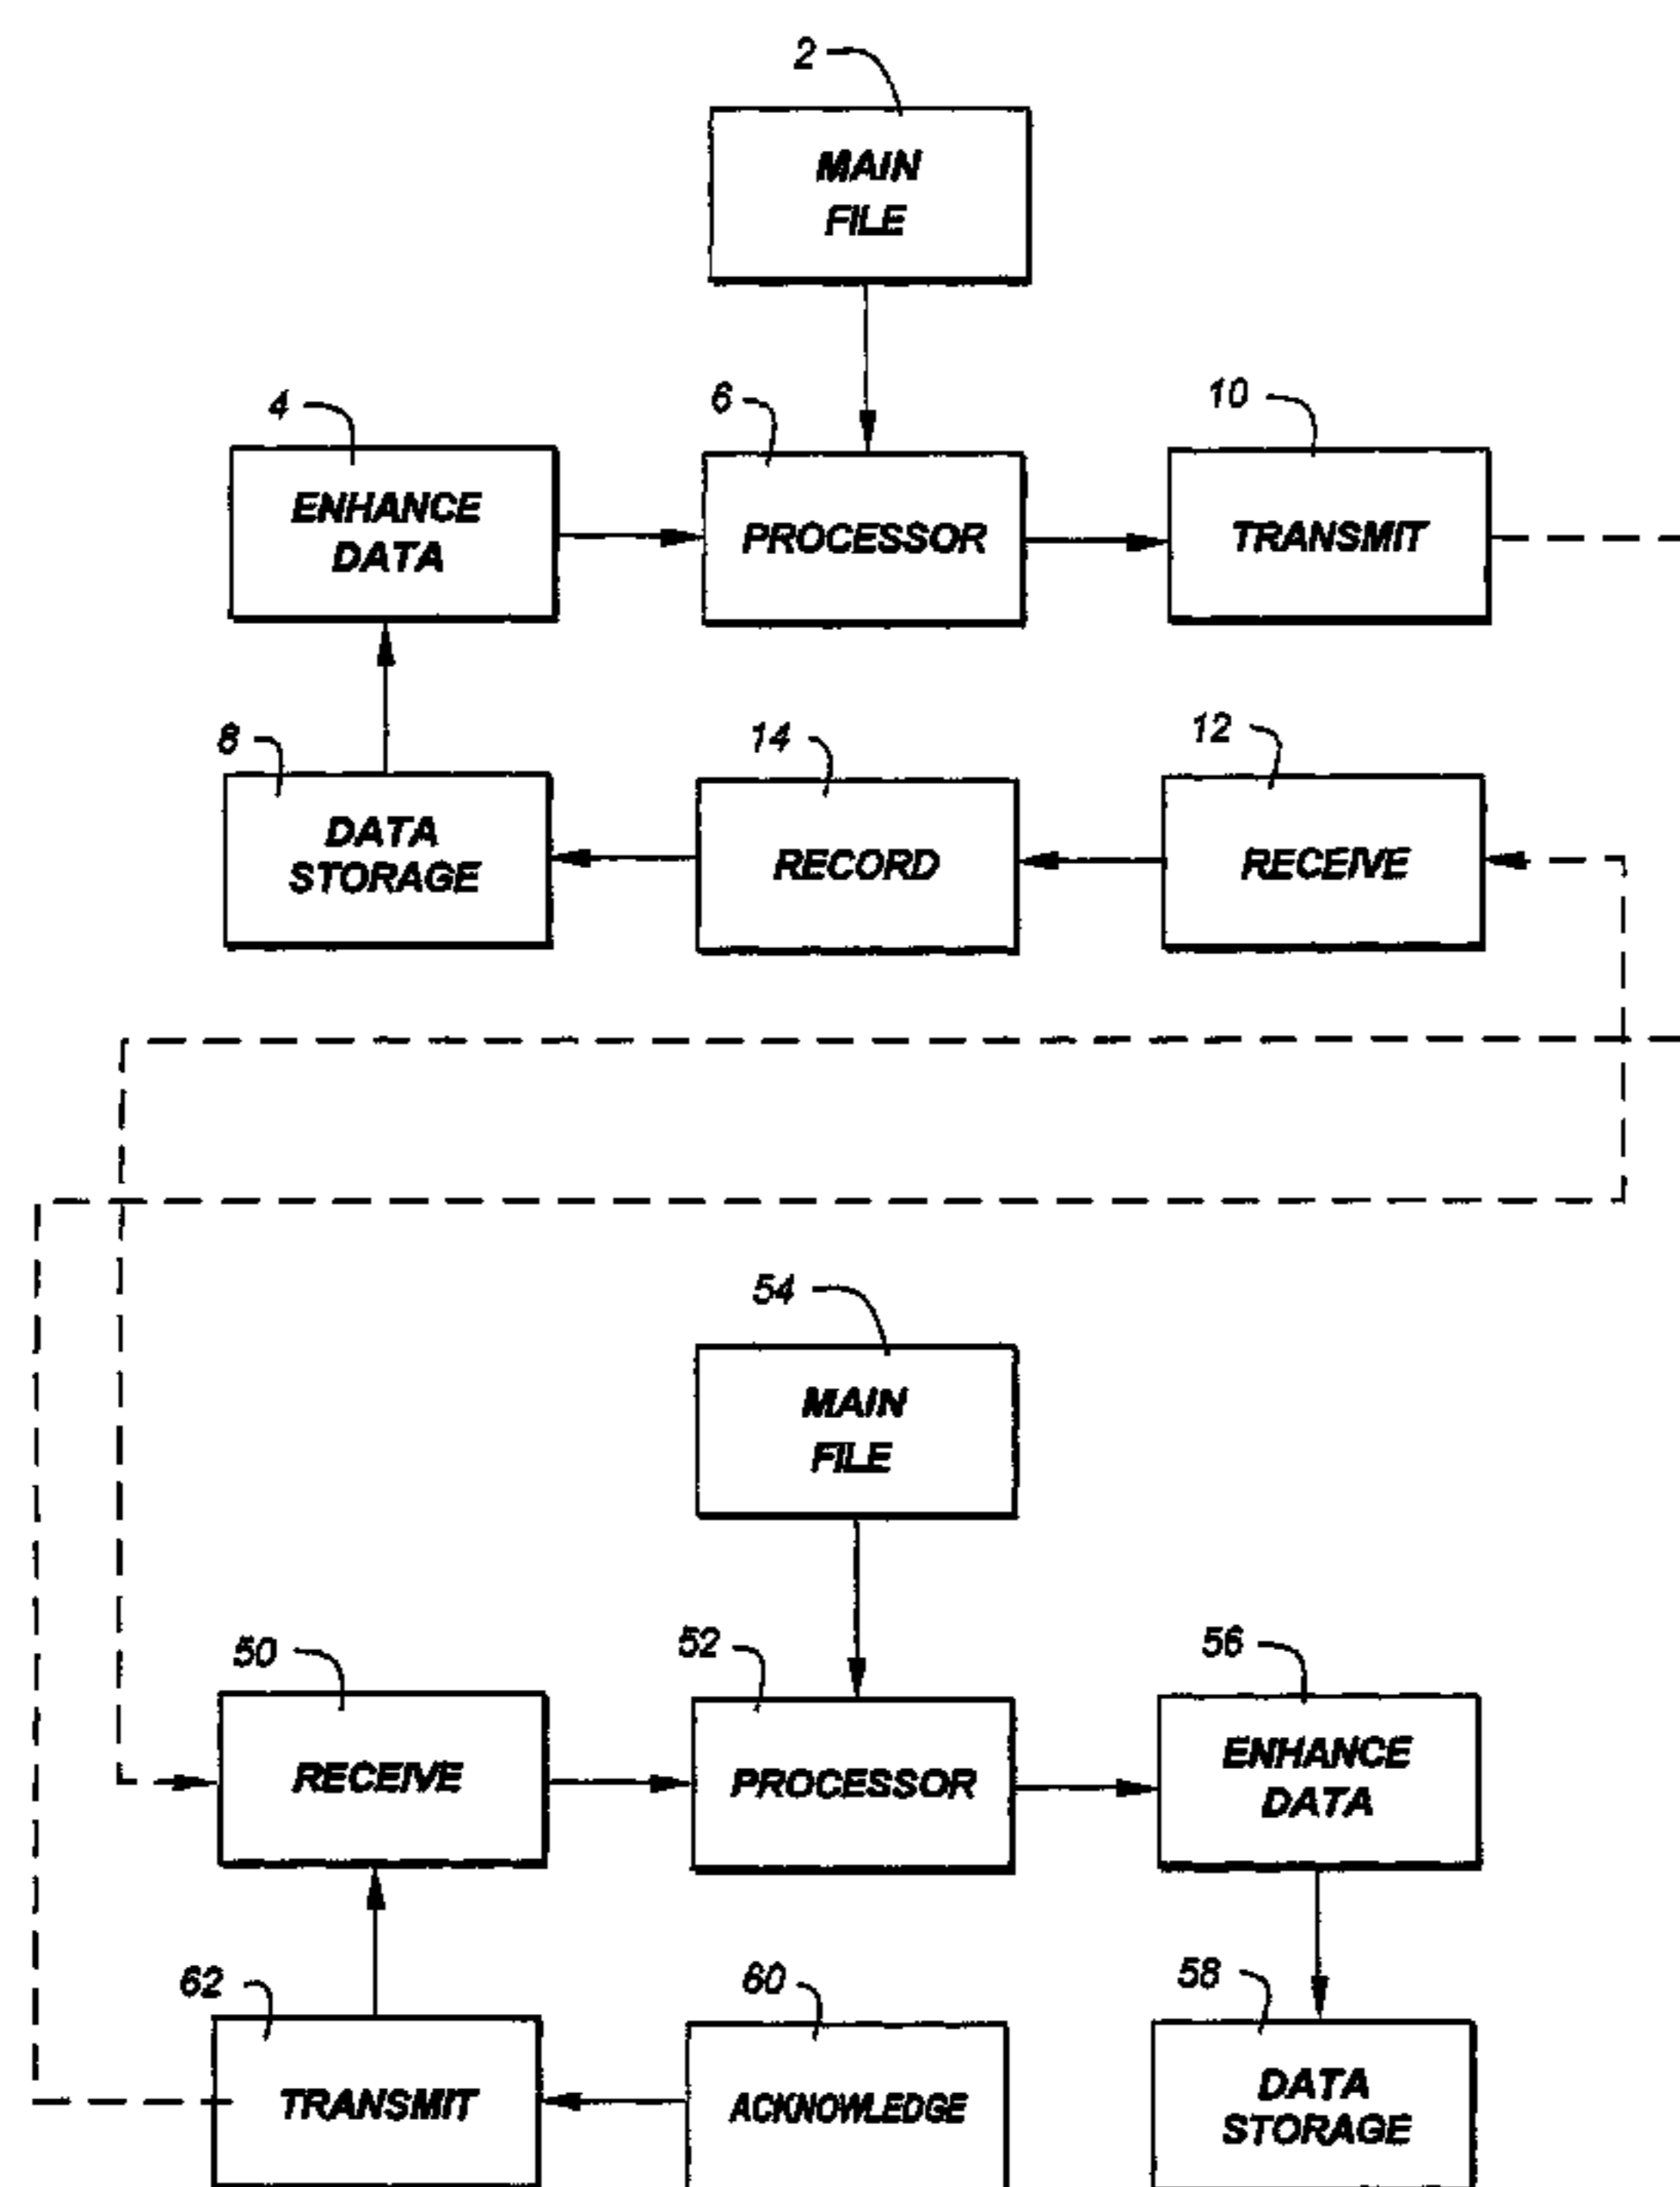 2
MAIN
FILE
4
6
10
ENHANCE
DATA
PROCESSOR
TRANSMIT
8
14
12
DATA
STORAGE
RECORD
RECEIVE
54
MAIN
FILE
50
52
56
RECEIVE
PROCESSOR
ENHANCE
DATA
62
60
58
TRANSMIT
ACKNOWLEDGE
DATA
STORAGE